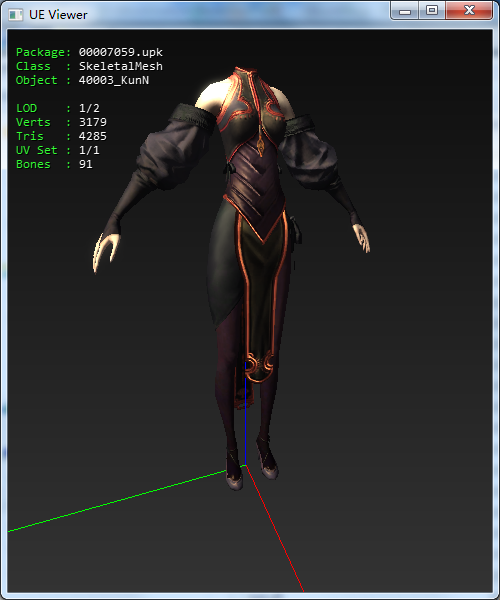 UE Viewer
Package: 00007059.upk
Class : SkeletalMesh
Object : 40003_KunN
LOD : 1/2
Verts : 3179
Tris : 4285
UV Set : 1/1
Bones : 91